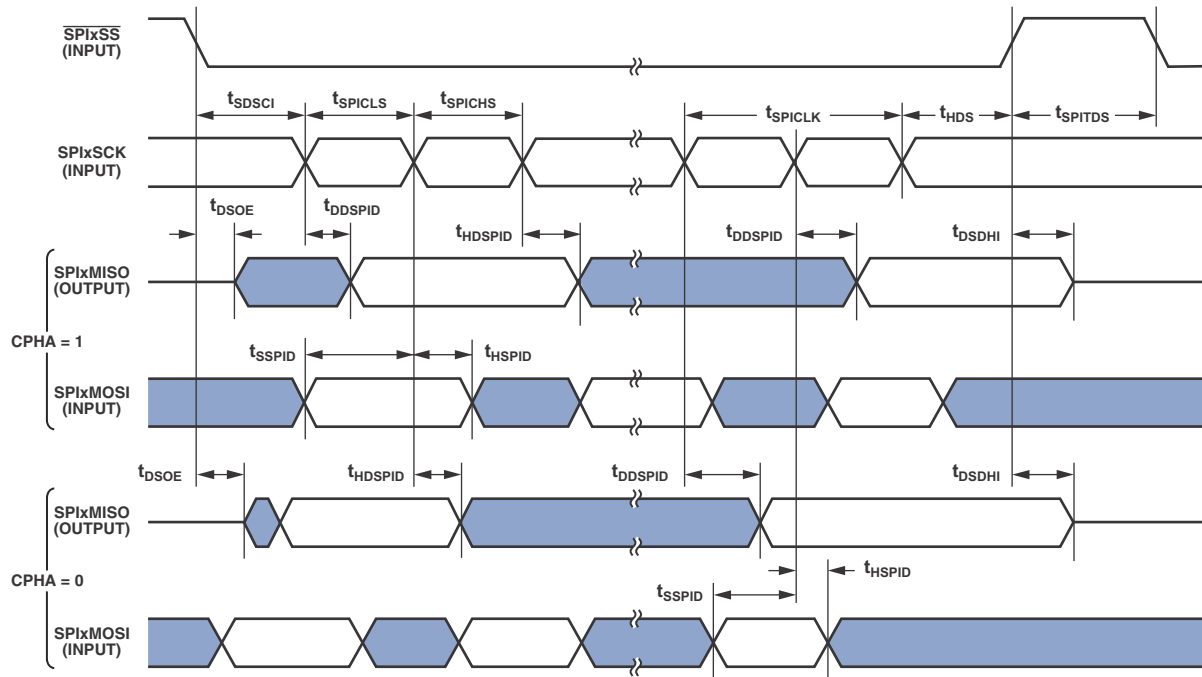 SPIxSS
(INPUT)
tSDSCI tSPICLS tSPICHS tSPICLK tHDS tSPITDS
SPIxSCK
(INPUT)
tDSOE tDDSPID tHDSPID tDDSPID tDSDHI
SPIxMISO
(OUTPUT)
CPHA = 1
tSSPID tHSPID
SPIxMOSI
(INPUT)
tDSOE tHDSPID tDDSPID tDSDHI
SPIxMISO
(OUTPUT)
CPHA = 0
tHSPID
tSSPID
SPIxMOSI
(INPUT)